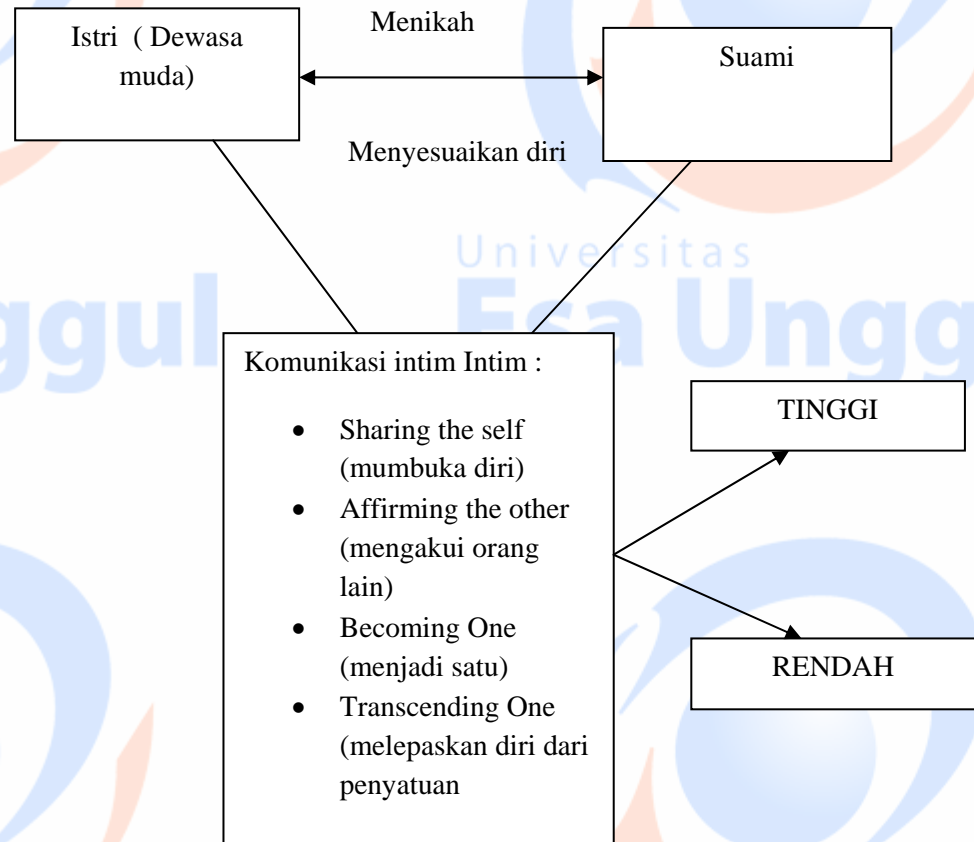 Istri ( Dewasa
muda)
Menikah
Suami
Menyesuaikan diri
Universitas
Esa Ungg
ggul
Komunikasi intim Intim :
• Sharing the self
(mumbuka diri)
• Affirming the other
(mengakui orang
lain)
• Becoming One
(menjadi satu)
• Transcending One
(melepaskan diri dari
penyatuan
TINGGI
RENDAH